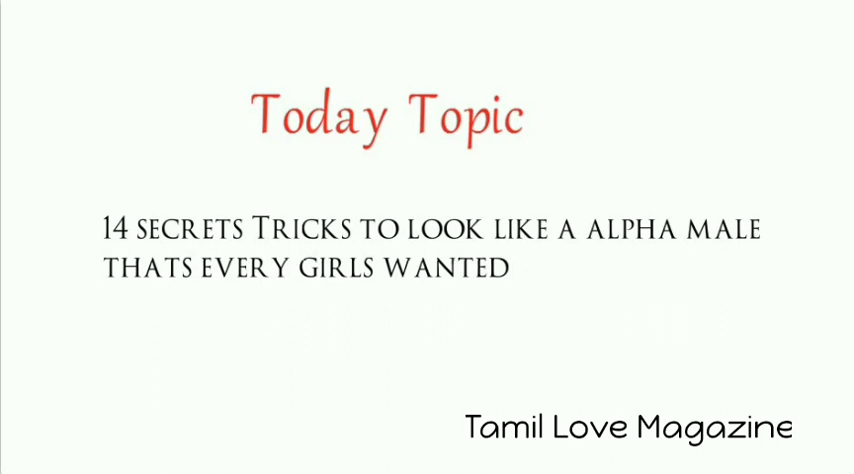 Today Topic
14 secrets Tricks to look like a alpha male
thats every girls wanted
Tamil Love Magazine